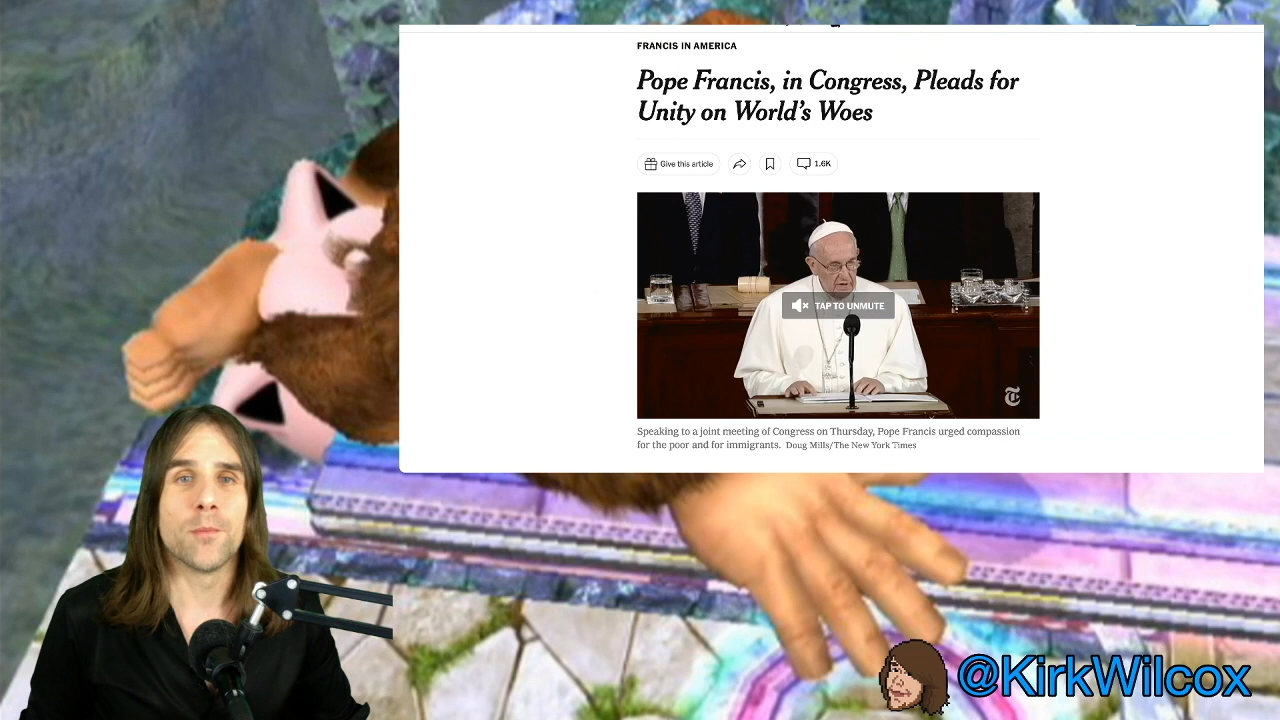 FRANCIS IN AMERICA
Pope Francis, in Congress, Pleads for
Unity on World's Woes
Give this article
1.6K
TAP TO UNMUTE
Speaking to a joint meeting of Congress on Thursday, Pope Francis urged compassion
for the poor and for immigrants. Doug Mills/The New York Times
@KirkWilcox